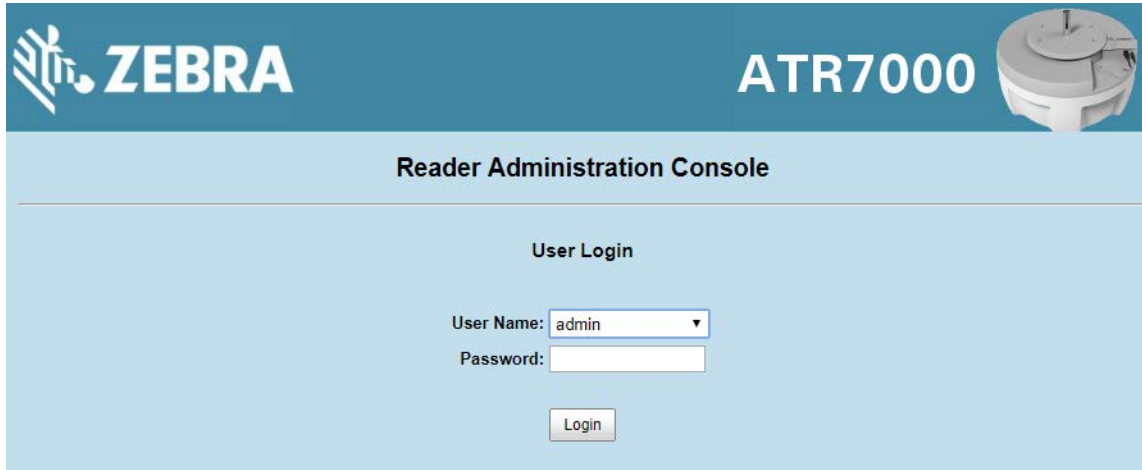 ZEBRA
ATR7000
Reader Administration Console
User Login
User Name: admin
Password:
Login